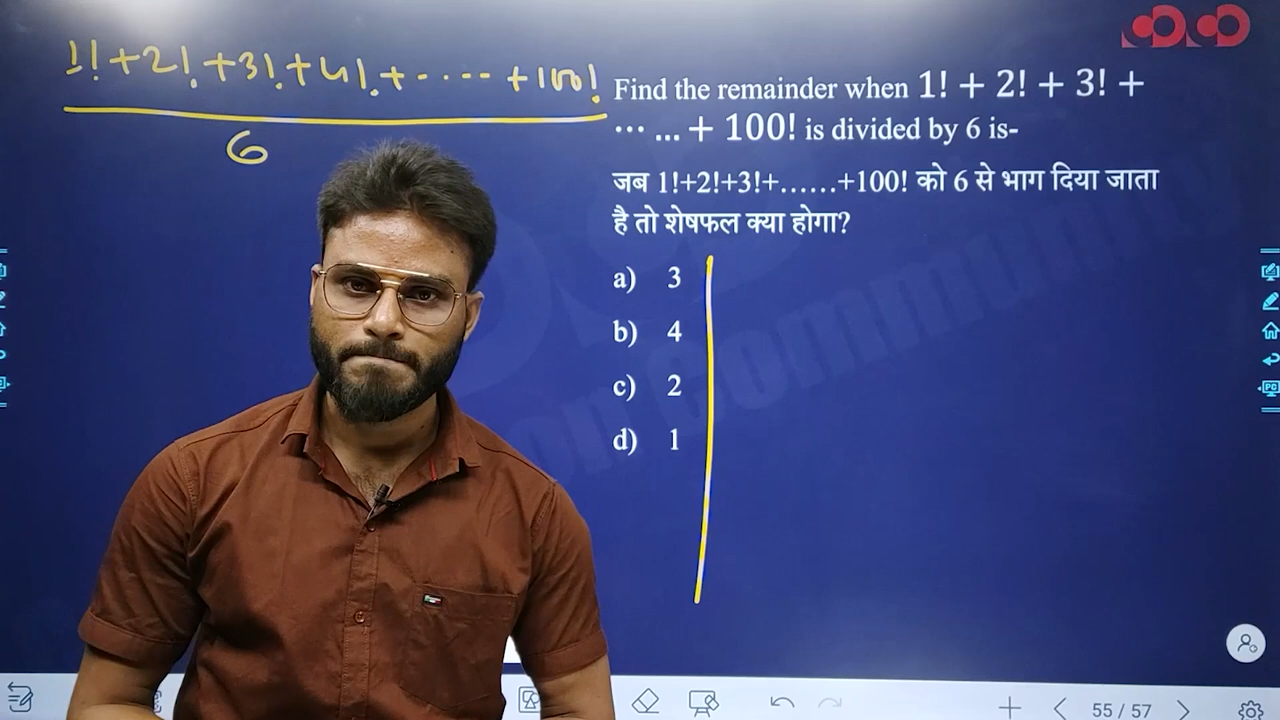 1! + 2! + 3! + 4! + ..... + 100!
6
Find the remainder when 1! + 2! + 3! +
⋯ ... + 100! is divided by 6 is-
जब 1!+2!+3!+……+100! को 6 से भाग दिया जाता
है तो शेषफल क्या होगा?
a) 3
b) 4
c) 2
d) 1
55 / 57